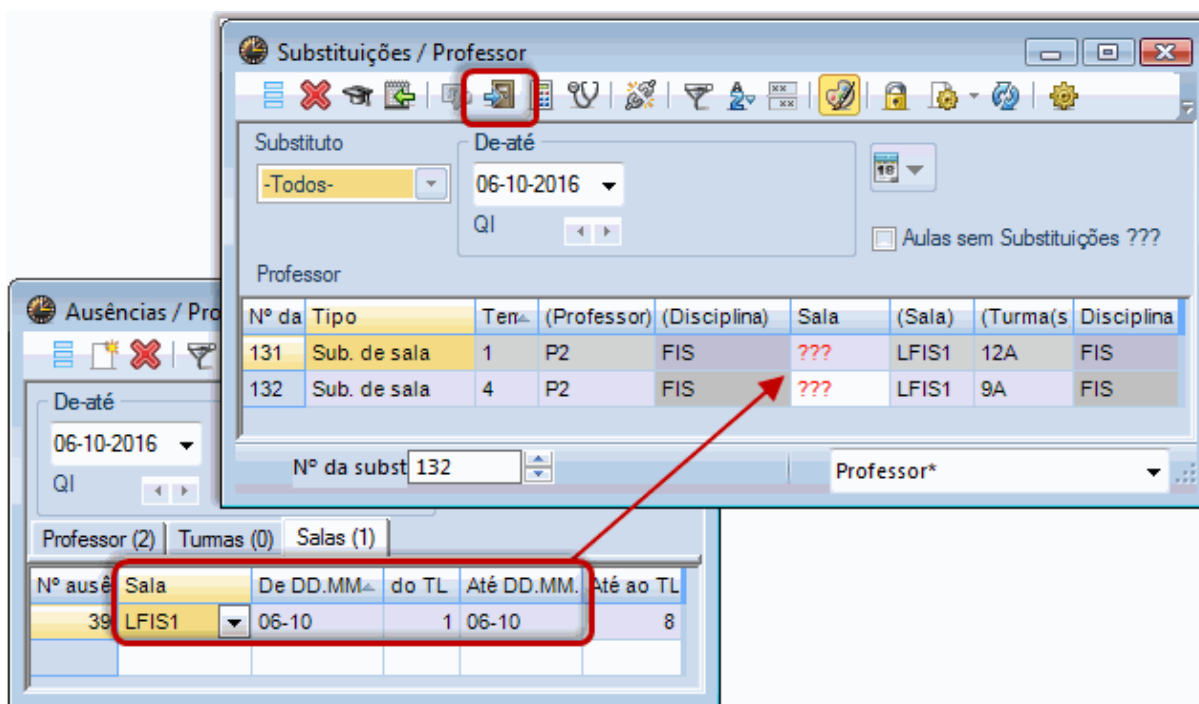 Substituições / Professor
Substituto
De-até
-Todos-
06-10-2016
18
QI
Aulas sem Substituições ???
Professor
Nº da Tipo Tem (Professor) (Disciplina) Sala (Sala) (Turma(s Disciplina
131 Sub. de sala 1 P2 FIS ??? LFIS1 12A FIS
132 Sub. de sala 4 P2 FIS ??? LFIS1 9A FIS
Nº da subst 132
Professor*
Ausências / Pro
De-até
06-10-2016
QI
Professor (2) Turmas (0) Salas (1)
Nº ausê Sala De DD.MM. do TL Até DD.MM. Até ao TL
39 LFIS1 06-10 1 06-10 8